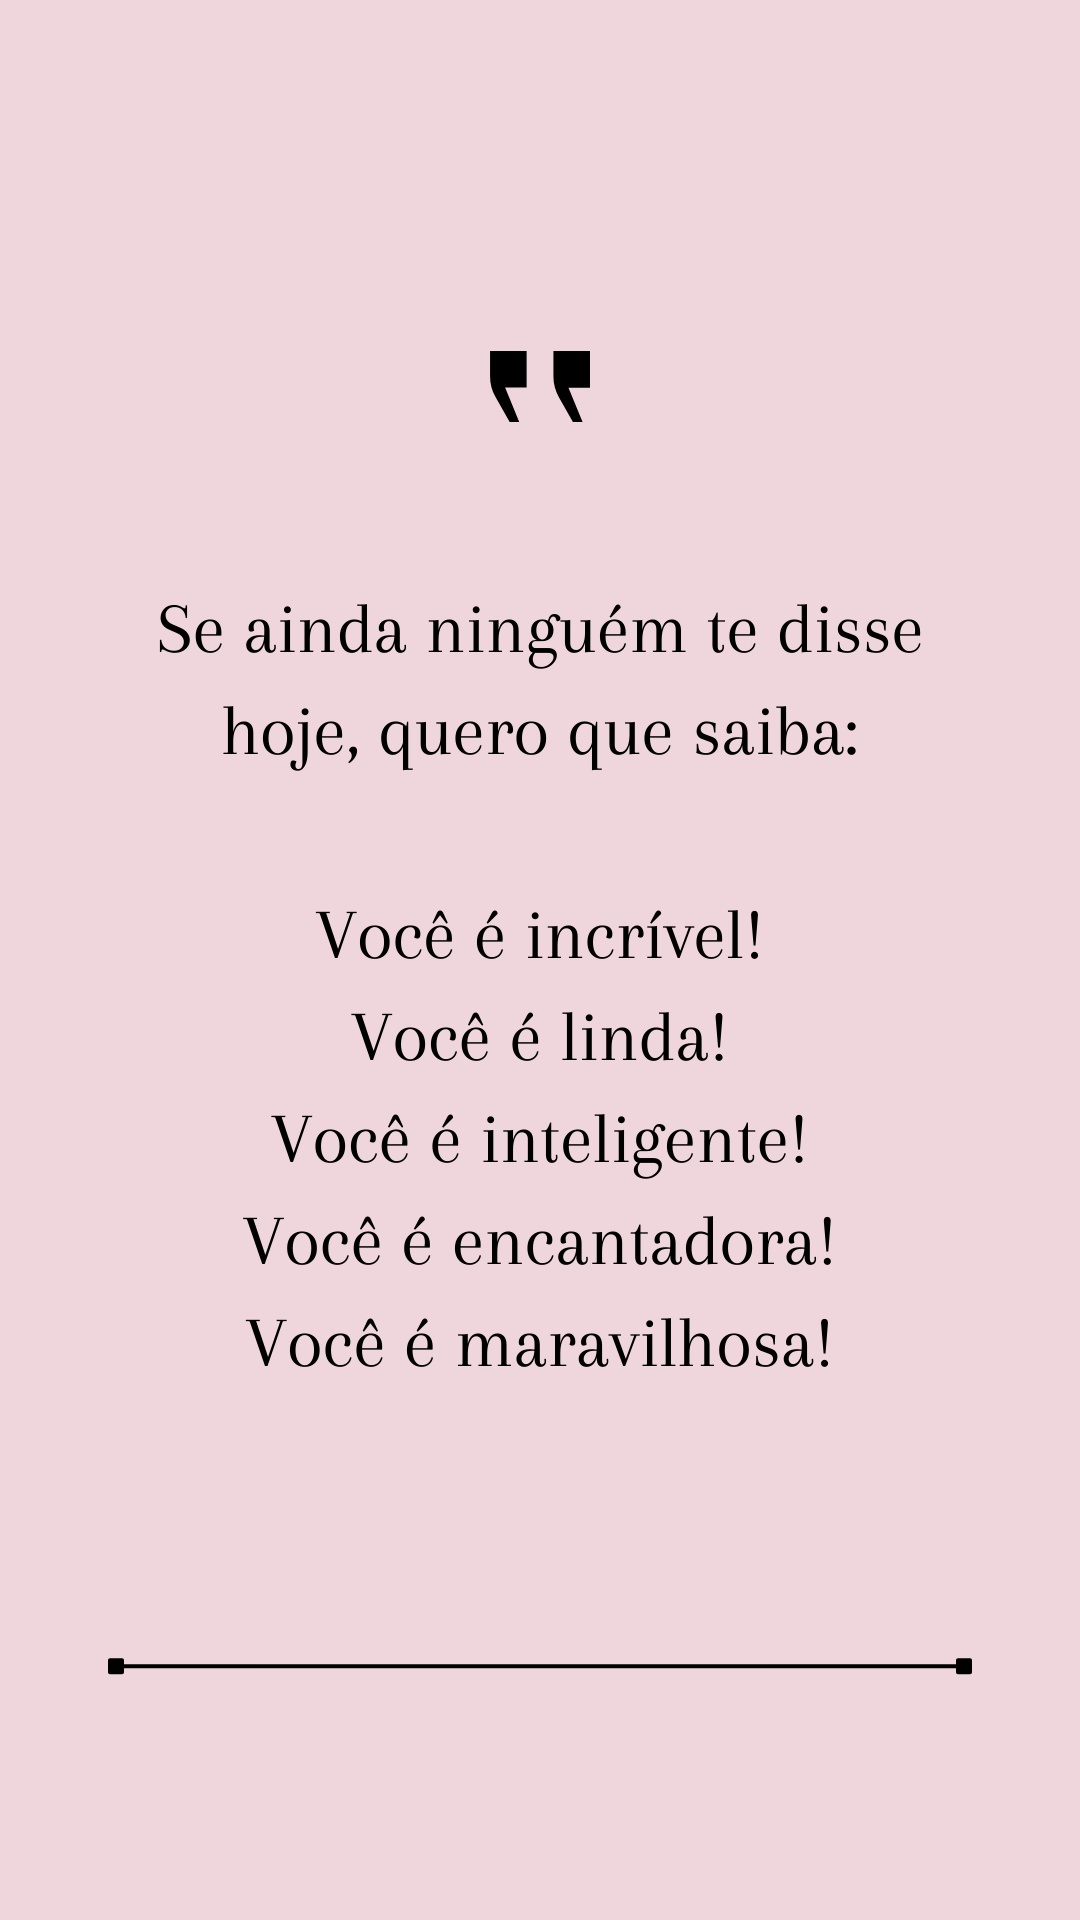 "
Se ainda ninguém te disse
hoje, quero que saiba:
Você é incrível!
Você é linda!
Você é inteligente!
Você é encantadora!
Você é maravilhosa!